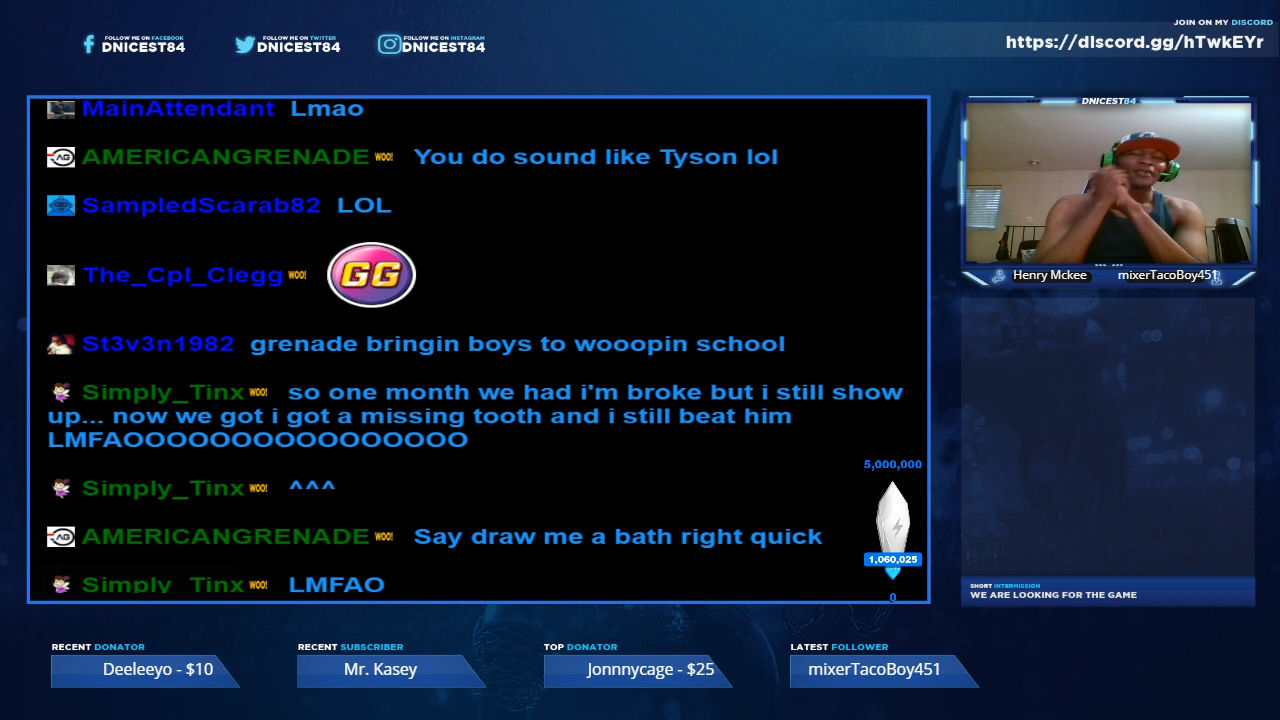 JOIN ON MY DISCORD
https://discord.gg/hTwkEYr
FOLLOW ME ON FACEBOOK
DNICEST84
FOLLOW ME ON TWITTER
DNICEST84
FOLLOW ME ON INSTAGRAM
DNICEST84
MainAttendant Lmao
AG AMERICANGRENADE WOO! You do sound like Tyson lol
SampledScarab82 LOL
The_Cpl_Clegg WOO! GG
St3v3n1982 grenade bringin boys to wooopin school
Simply_Tinx WOO! so one month we had i'm broke but i still show
up... now we got i got a missing tooth and i still beat him
LMFAOOOOOOOOOOOOOOOO
Simply_Tinx WOO! ^^^
AG AMERICANGRENADE WOO! Say draw me a bath right quick
Simply_Tinx WOO! LMFAO
5,000,000
1,060,025
0
DNICEST84
Henry Mckee mixerTacoBoy451
SHORT INTERMISSION
WE ARE LOOKING FOR THE GAME
RECENT DONATOR
Deeleeyo - $10
RECENT SUBSCRIBER
Mr. Kasey
TOP DONATOR
Jonnnycage - $25
LATEST FOLLOWER
mixerTacoBoy451